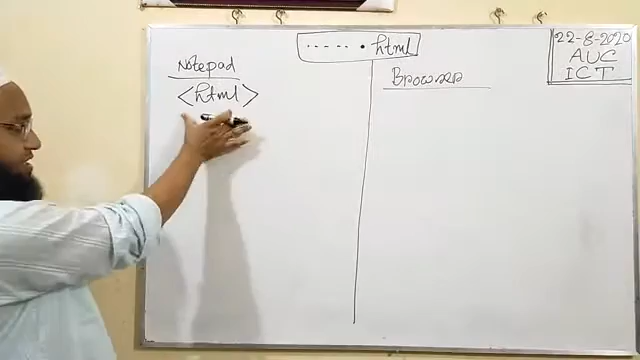 ------ • html
22-8-2020
AUC
ICT
Notepad
<html>
Browser